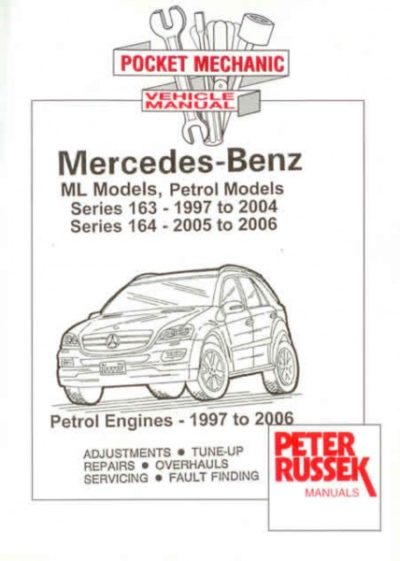 POCKET MECHANIC
VEHICLE
MANUAL
Mercedes-Benz
ML Models, Petrol Models
Series 163 - 1997 to 2004
Series 164 - 2005 to 2006
Petrol Engines - 1997 to 2006
ADJUSTMENTS ● TUNE-UP
REPAIRS ● OVERHAULS
SERVICING ● FAULT FINDING
PETER
RUSSEK
MANUALS